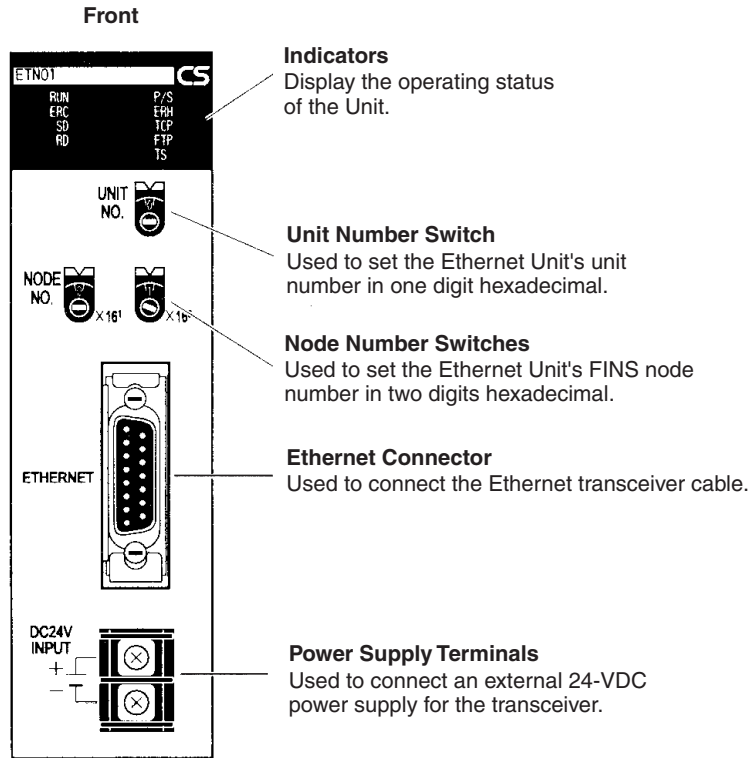 Front
Indicators
Display the operating status
of the Unit.
ETN01 CS
RUN P/S
ERC ERH
SD TCP
RD FTP
TS
UNIT
NO.
Unit Number Switch
Used to set the Ethernet Unit's unit
number in one digit hexadecimal.
NODE
NO.
×16¹ ×16⁰
Node Number Switches
Used to set the Ethernet Unit's FINS node
number in two digits hexadecimal.
Ethernet Connector
Used to connect the Ethernet transceiver cable.
ETHERNET
DC24V
INPUT
+
−
Power Supply Terminals
Used to connect an external 24-VDC
power supply for the transceiver.